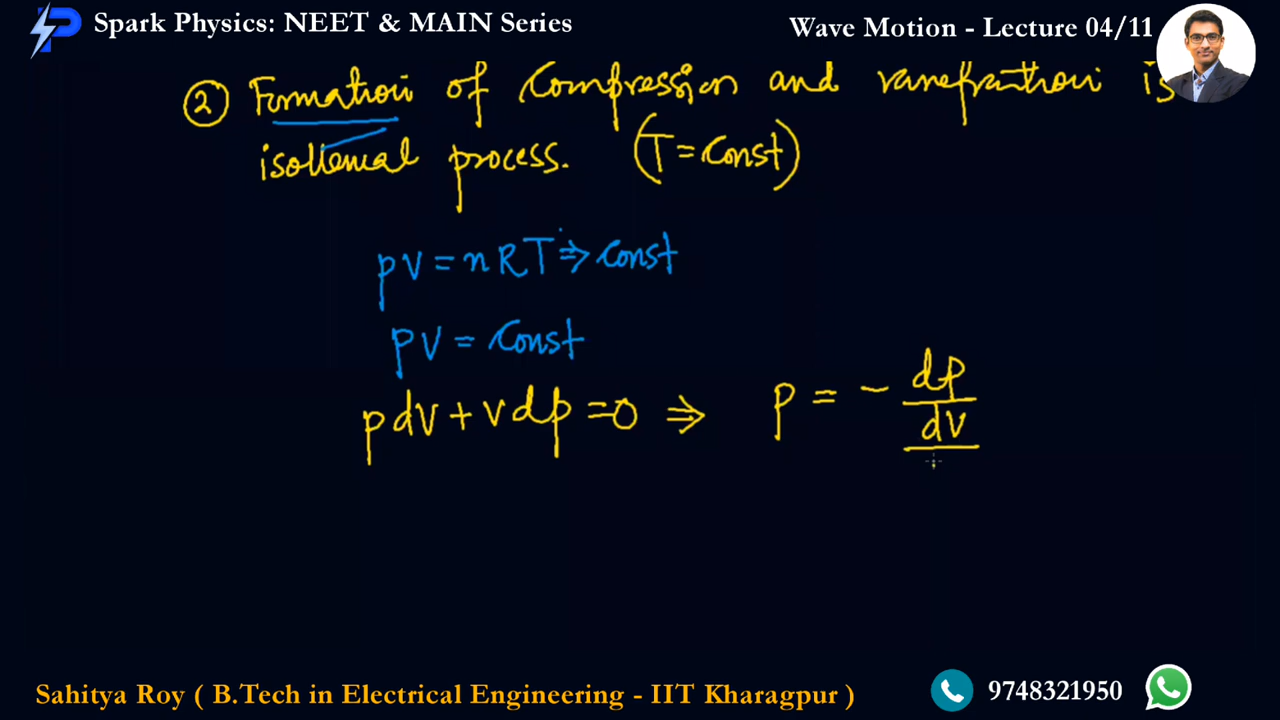 Spark Physics: NEET & MAIN Series
Wave Motion - Lecture 04/11
② Formation of Compression and rarefraction is
isothermal process. (T = Const)
pV = nRT ⇒ Const
pV = Const
pdv + vdp = 0 ⇒ p = - dp/dv
Sahitya Roy ( B.Tech in Electrical Engineering - IIT Kharagpur )
9748321950